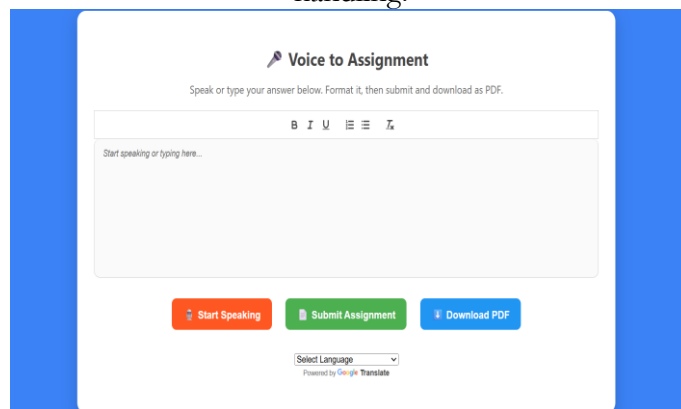 handling.
Voice to Assignment
Speak or type your answer below. Format it, then submit and download as PDF.
B I U
Start speaking or typing here...
Start Speaking Submit Assignment Download PDF
Select Language
Powered by Google Translate